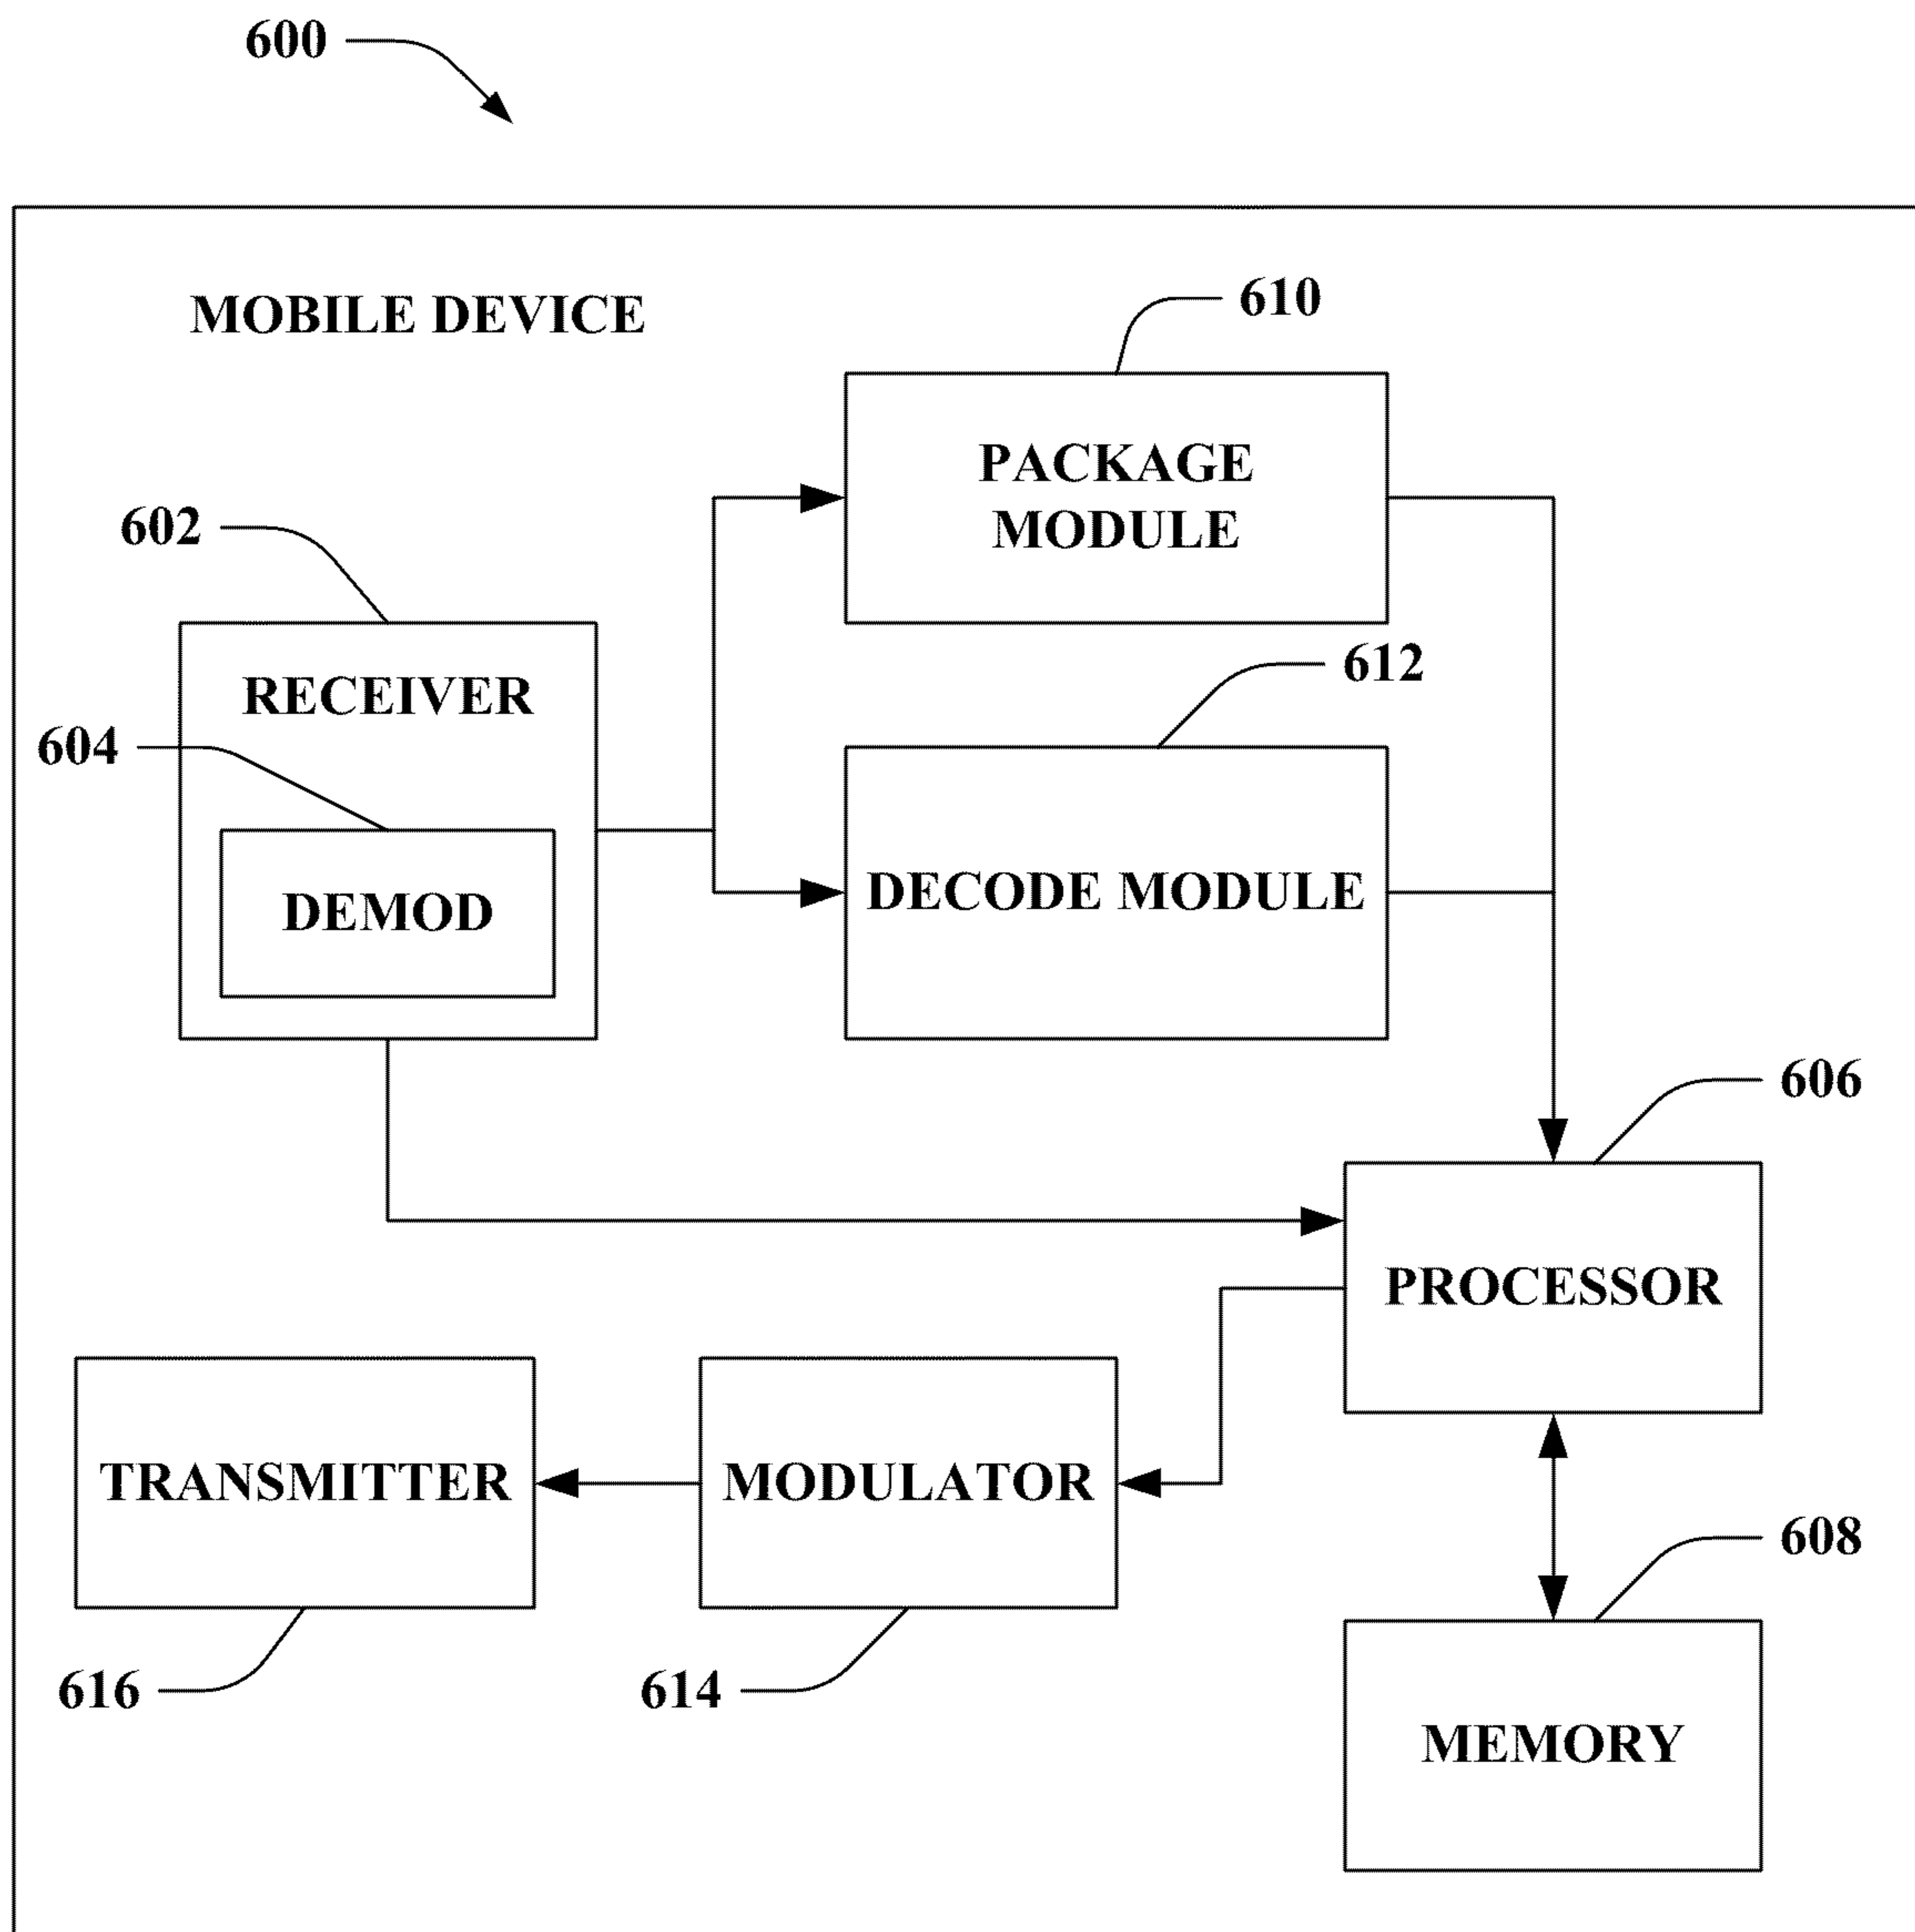 600
MOBILE DEVICE
610
PACKAGE
MODULE
602
612
RECEIVER
604
DECODE MODULE
DEMOD
606
PROCESSOR
TRANSMITTER
MODULATOR
608
616
614
MEMORY